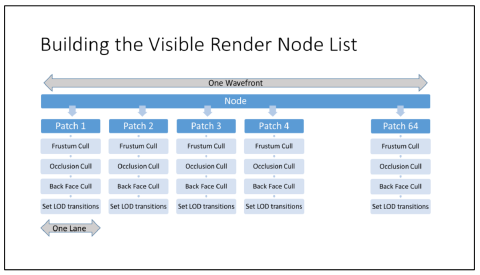 Building the Visible Render Node List
One Wavefront
Node
Patch 1 Patch 2 Patch 3 Patch 4 Patch 64
Frustum Cull Frustum Cull Frustum Cull Frustum Cull Frustum Cull
Occlusion Cull Occlusion Cull Occlusion Cull Occlusion Cull Occlusion Cull
Back Face Cull Back Face Cull Back Face Cull Back Face Cull Back Face Cull
Set LOD transitions Set LOD transitions Set LOD transitions Set LOD transitions Set LOD transitions
One Lane